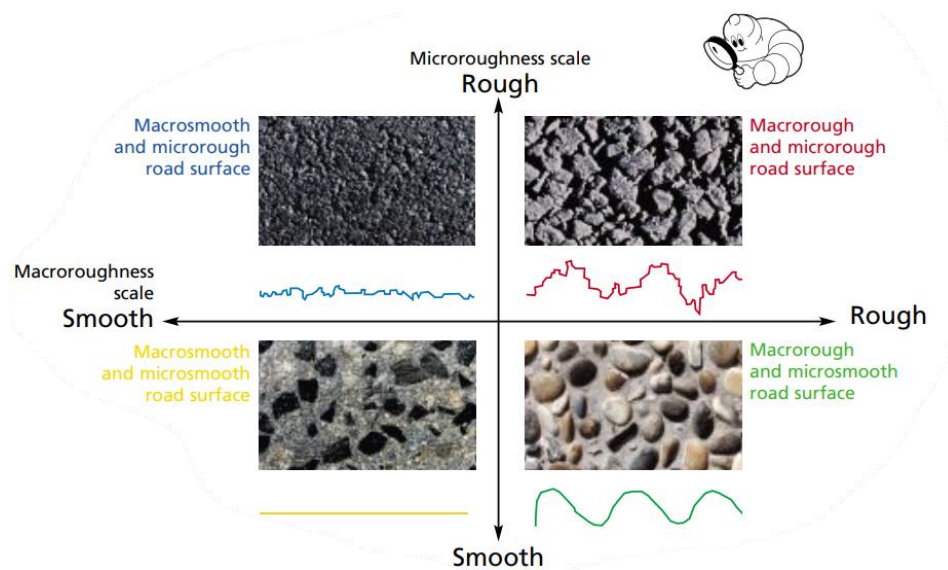 Microroughness scale
Rough
Macrosmooth
and microrough
road surface
Macrorough
and microrough
road surface
Macroroughness
scale
Smooth
Rough
Macrosmooth
and microsmooth
road surface
Macrorough
and microsmooth
road surface
Smooth